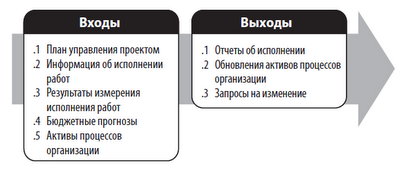 Входы
.1 План управления проектом
.2 Информация об исполнении
работ
.3 Результаты измерения
исполнения работ
.4 Бюджетные прогнозы
.5 Активы процессов
организации
Выходы
.1 Отчеты об исполнении
.2 Обновления активов процессов
организации
.3 Запросы на изменение